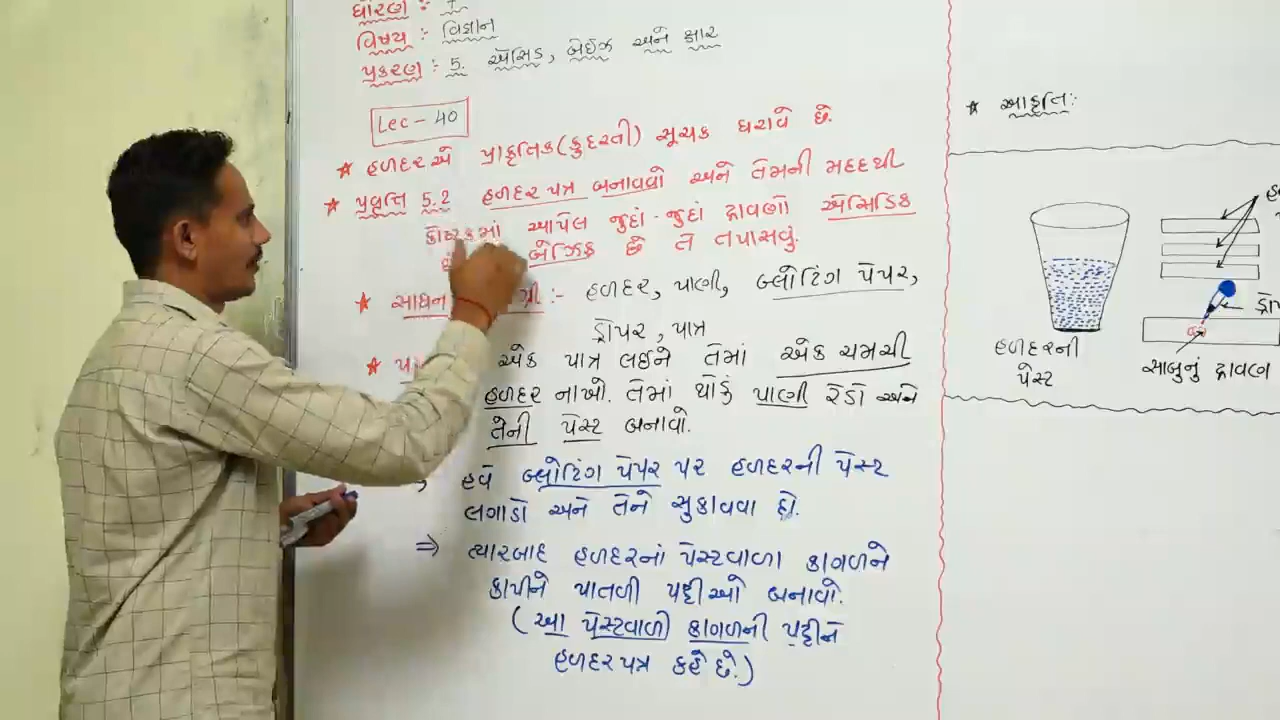 ધોરણ :-
વિષય :- વિજ્ઞાન
પ્રકરણ :- 5. એસિડ, બેઈઝ અને ક્ષાર
Lec - 40
★ હળદર એ પ્રાકૃતિક(કુદરતી) સૂચક ધરાવે છે.
★ પ્રવૃત્તિ 5.2 હળદર પત્ર બનાવવો અને તેમની મદદથી
કોષ્ટકમાં આપેલ જુદાં-જુદાં દ્રાવણો એસિડિક
બેઝિક છે તે તપાસવું.
★ સાધન :- હળદર, પાણી, બ્લોટિંગ પેપર,
ડ્રોપર, પાત્ર
★ એક પાત્ર લઈને તેમાં એક ચમચી
હળદર નાખો. તેમાં થોડું પાણી રેડો અને
તેની પેસ્ટ બનાવો.
હવે બ્લોટિંગ પેપર પર હળદરની પેસ્ટ
લગાડો અને તેને સુકાવવા દો.
⇒ ત્યારબાદ હળદરનાં પેસ્ટવાળા કાગળને
કાપીને પાતળી પટ્ટીઓ બનાવો.
(આ પેસ્ટવાળી કાગળની પટ્ટીને
હળદરપત્ર કહે છે.)
★ આકૃતિ:-
હળદરની
પેસ્ટ
સાબુનું દ્રાવણ